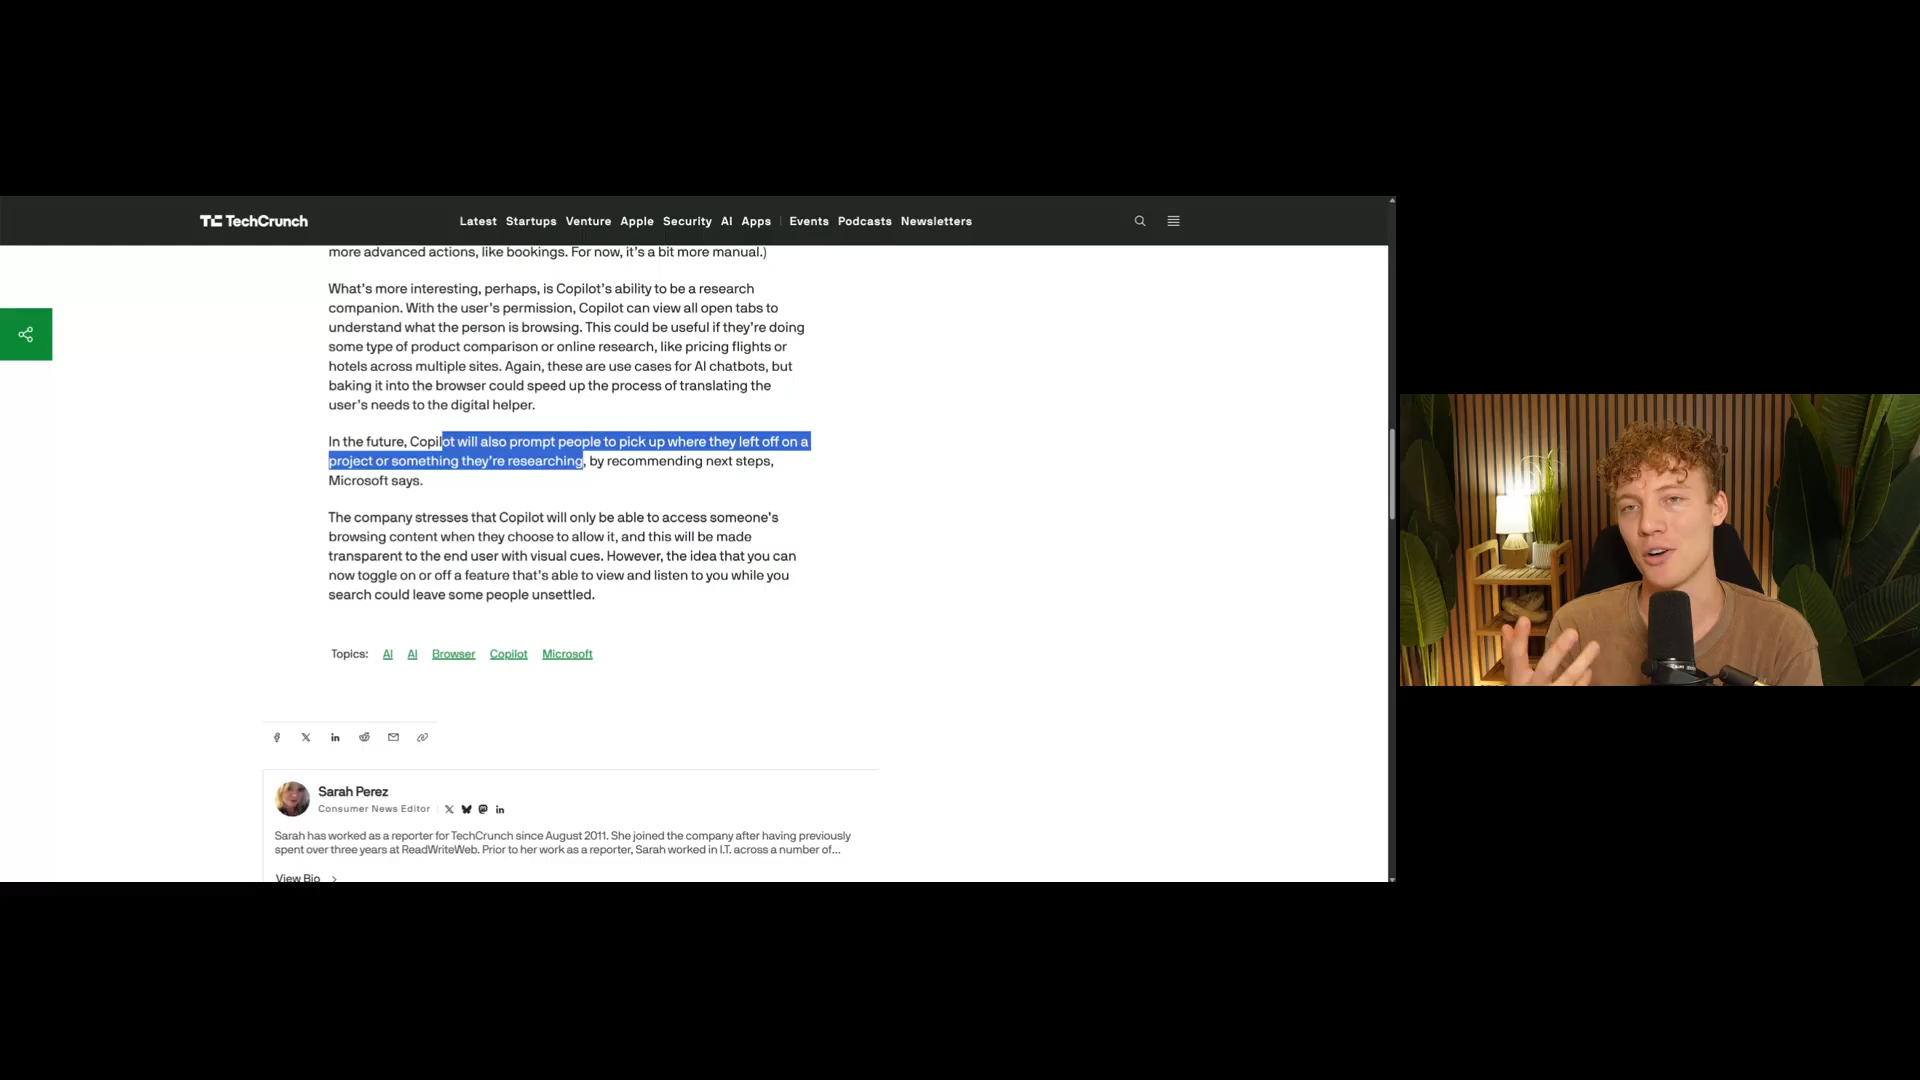 TechCrunch
Latest Startups Venture Apple Security AI Apps Events Podcasts Newsletters
more advanced actions, like bookings. For now, it's a bit more manual.)
What's more interesting, perhaps, is Copilot's ability to be a research
companion. With the user's permission, Copilot can view all open tabs to
understand what the person is browsing. This could be useful if they're doing
some type of product comparison or online research, like pricing flights or
hotels across multiple sites. Again, these are use cases for AI chatbots, but
baking it into the browser could speed up the process of translating the
user's needs to the digital helper.
In the future, Copilot will also prompt people to pick up where they left off on a
project or something they're researching, by recommending next steps,
Microsoft says.
The company stresses that Copilot will only be able to access someone's
browsing content when they choose to allow it, and this will be made
transparent to the end user with visual cues. However, the idea that you can
now toggle on or off a feature that's able to view and listen to you while you
search could leave some people unsettled.
Topics: AI AI Browser Copilot Microsoft
Sarah Perez
Consumer News Editor
Sarah has worked as a reporter for TechCrunch since August 2011. She joined the company after having previously
spent over three years at ReadWriteWeb. Prior to her work as a reporter, Sarah worked in I.T. across a number of...
View Bio